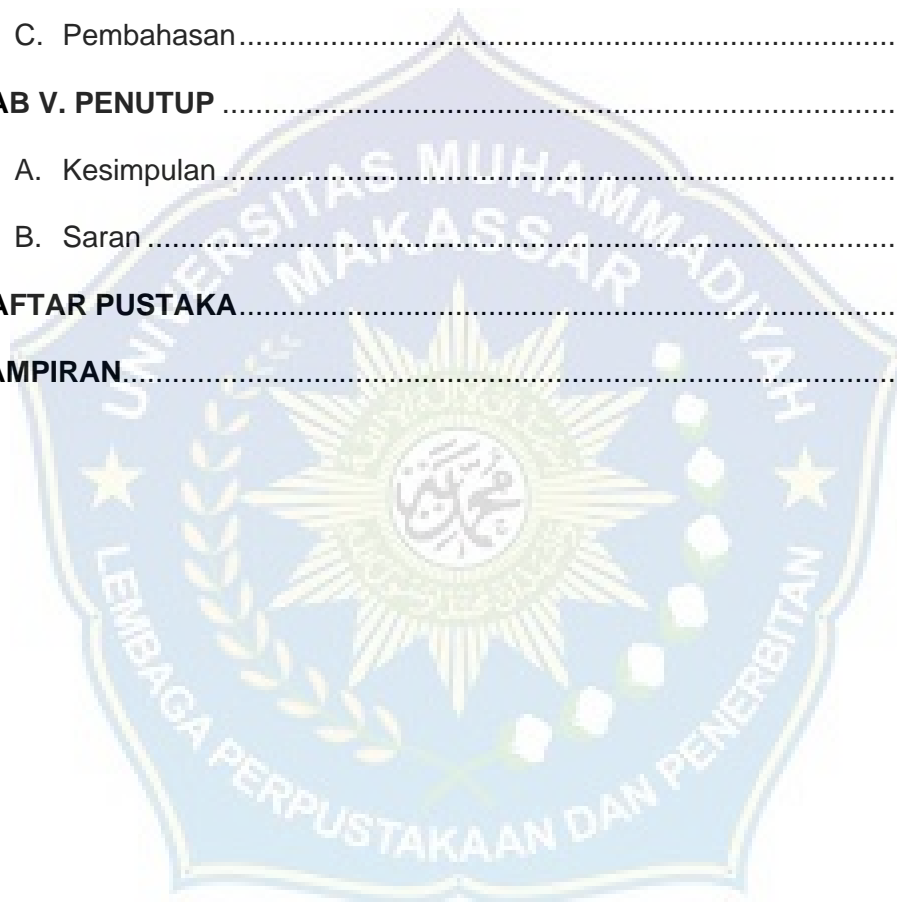 C. Pembahasan................................................................................
AB V. PENUTUP ................................................................................
A. Kesimpulan ................................................................................
B. Saran ................................................................................
AFTAR PUSTAKA................................................................................
AMPIRAN................................................................................
UNIVERSITAS MUHAMMADIYAH
MAKASSAR
LEMBAGA PERPUSTAKAAN DAN PENERBITAN